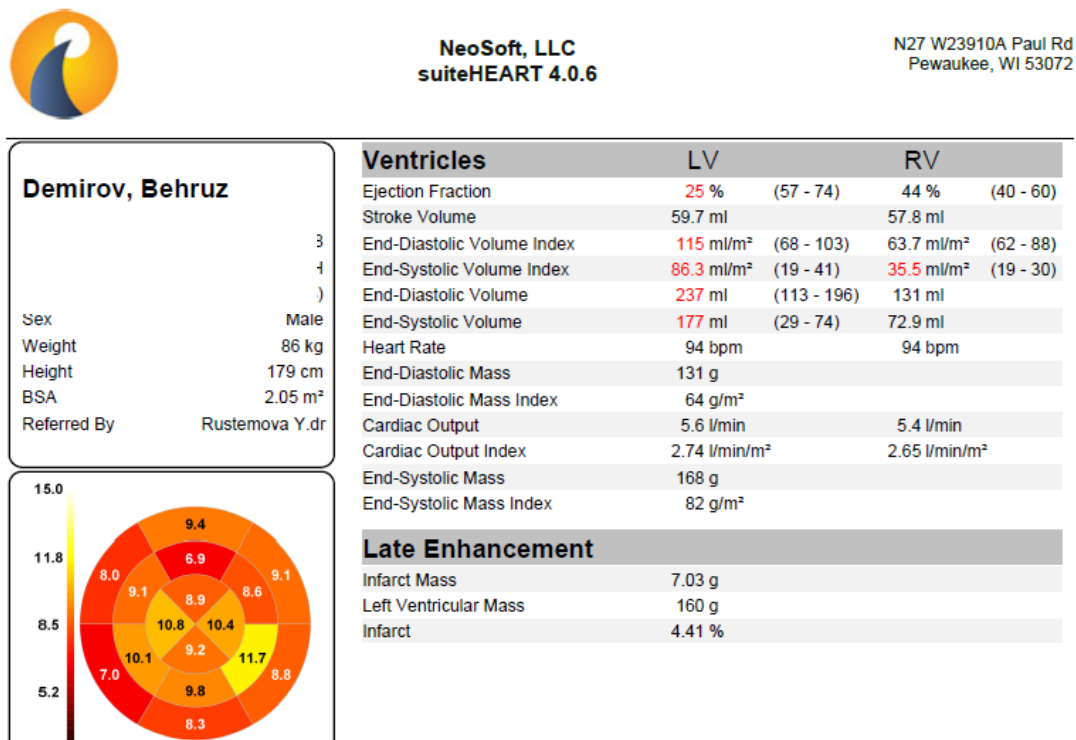 NeoSoft, LLC
suiteHEART 4.0.6
N27 W23910A Paul Rd
Pewaukee, WI 53072
Demirov, Behruz
Sex Male
Weight 86 kg
Height 179 cm
BSA 2.05 m²
Referred By Rustemova Y.dr
Ventricles LV RV
Ejection Fraction 25 % (57 - 74) 44 % (40 - 60)
Stroke Volume 59.7 ml 57.8 ml
End-Diastolic Volume Index 115 ml/m² (68 - 103) 63.7 ml/m² (62 - 88)
End-Systolic Volume Index 86.3 ml/m² (19 - 41) 35.5 ml/m² (19 - 30)
End-Diastolic Volume 237 ml (113 - 196) 131 ml
End-Systolic Volume 177 ml (29 - 74) 72.9 ml
Heart Rate 94 bpm 94 bpm
End-Diastolic Mass 131 g
End-Diastolic Mass Index 64 g/m²
Cardiac Output 5.6 l/min 5.4 l/min
Cardiac Output Index 2.74 l/min/m² 2.65 l/min/m²
End-Systolic Mass 168 g
End-Systolic Mass Index 82 g/m²
Late Enhancement
Infarct Mass 7.03 g
Left Ventricular Mass 160 g
Infarct 4.41 %
15.0
11.8
8.5
5.2
9.4
6.9
8.0 9.1
9.1 8.6
8.9
10.8 10.4
9.2
10.1 11.7
7.0 8.8
9.8
8.3